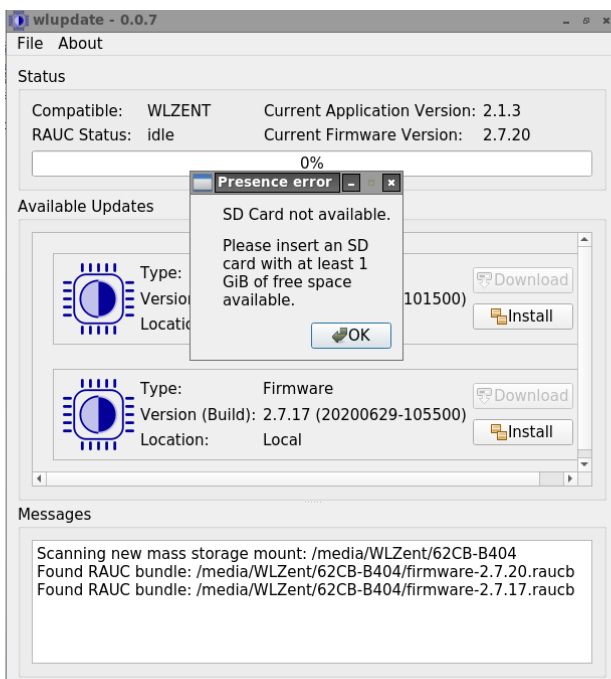 wlupdate - 0.0.7
File About
Status
Compatible: WLZENT Current Application Version: 2.1.3
RAUC Status: idle Current Firmware Version: 2.7.20
0%
Presence error
SD Card not available.
Please insert an SD
card with at least 1
GiB of free space
available.
OK
Available Updates
Type:
Download
101500)
Install
Type: Firmware
Download
Version (Build): 2.7.17 (20200629-105500)
Install
Location: Local
Messages
Scanning new mass storage mount: /media/WLZent/62CB-B404
Found RAUC bundle: /media/WLZent/62CB-B404/firmware-2.7.20.raucb
Found RAUC bundle: /media/WLZent/62CB-B404/firmware-2.7.17.raucb